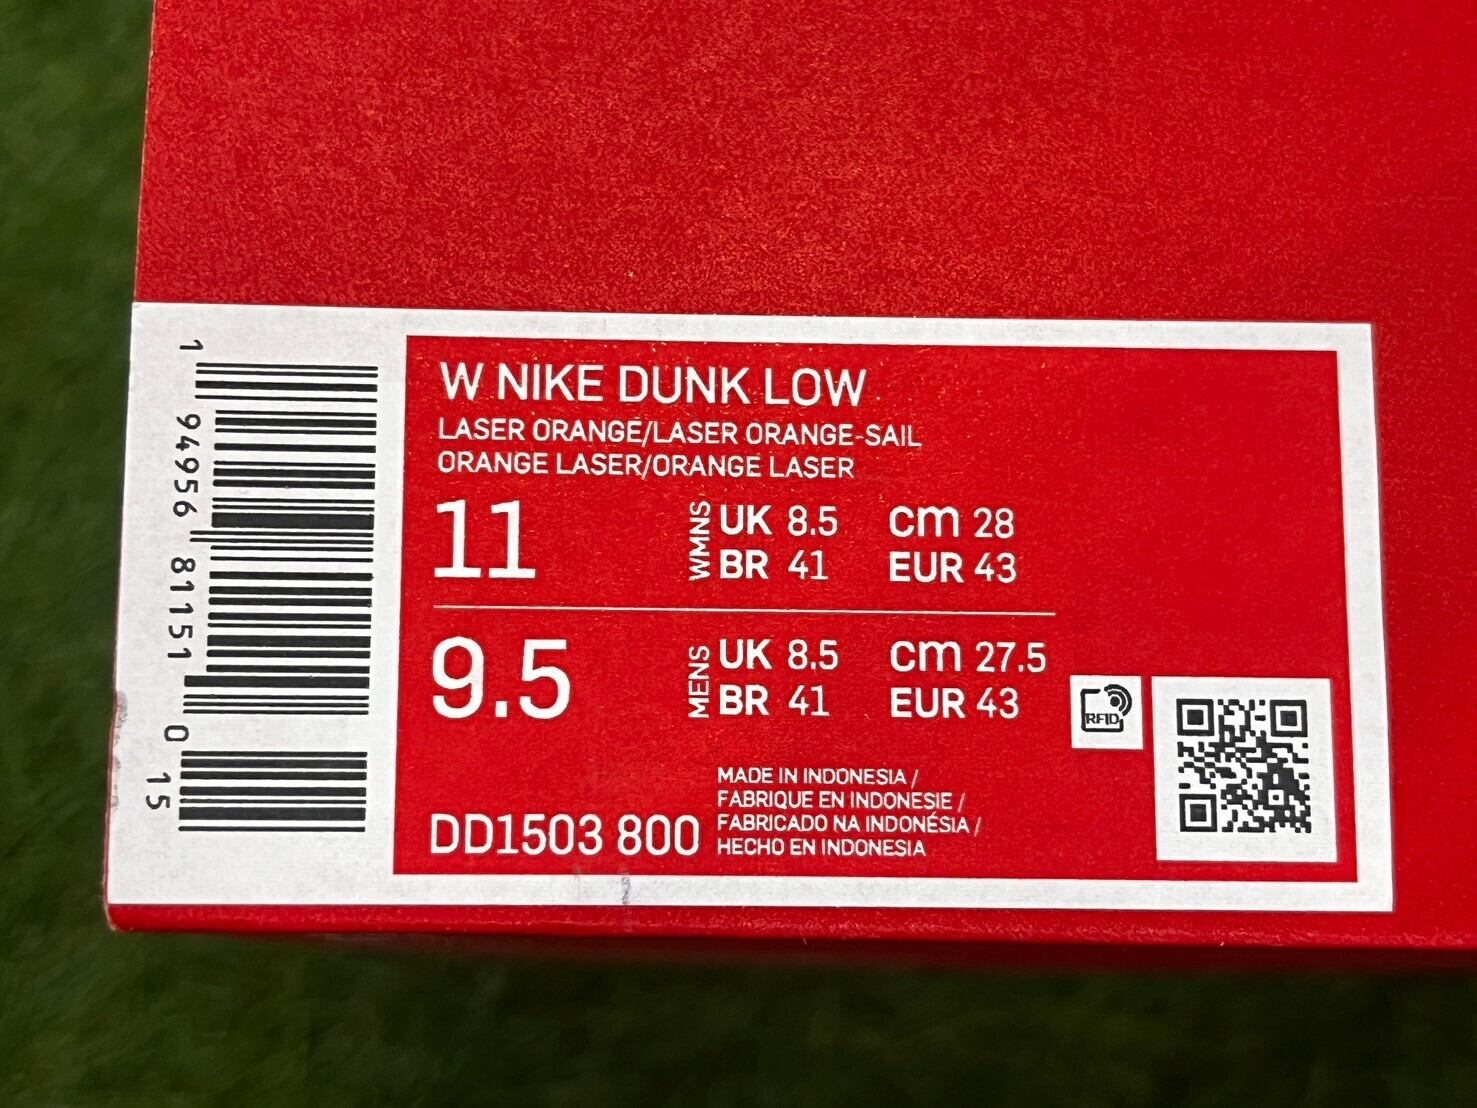 1 94956 81151 0 15
W NIKE DUNK LOW
LASER ORANGE/LASER ORANGE-SAIL
ORANGE LASER/ORANGE LASER
11 WMNS UK 8.5 cm 28
BR 41 EUR 43
9.5 MENS UK 8.5 cm 27.5
BR 41 EUR 43
RFID
DD1503 800
MADE IN INDONESIA /
FABRIQUE EN INDONESIE /
FABRICADO NA INDONÉSIA /
HECHO EN INDONESIA